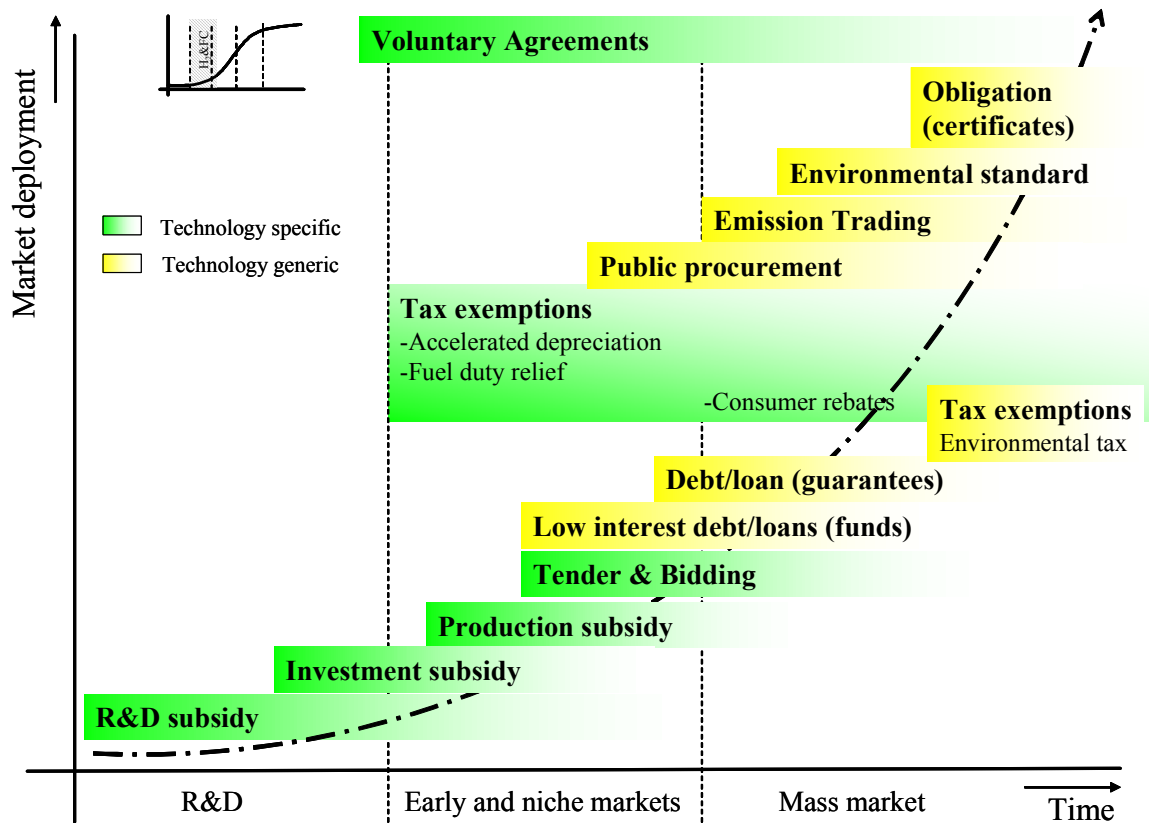 Market deployment
H2&FC
Voluntary Agreements
Obligation
(certificates)
Environmental standard
Technology specific
Emission Trading
Technology generic
Public procurement
Tax exemptions
-Accelerated depreciation
-Fuel duty relief
-Consumer rebates
Tax exemptions
Environmental tax
Debt/loan (guarantees)
Low interest debt/loans (funds)
Tender & Bidding
Production subsidy
Investment subsidy
R&D subsidy
R&D
Early and niche markets
Mass market
Time